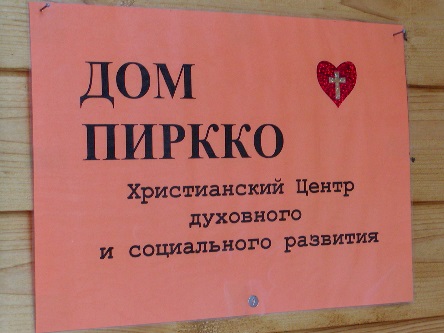 ДОМ
ПИРККО
Христианский Центр
духовного
и социального развития